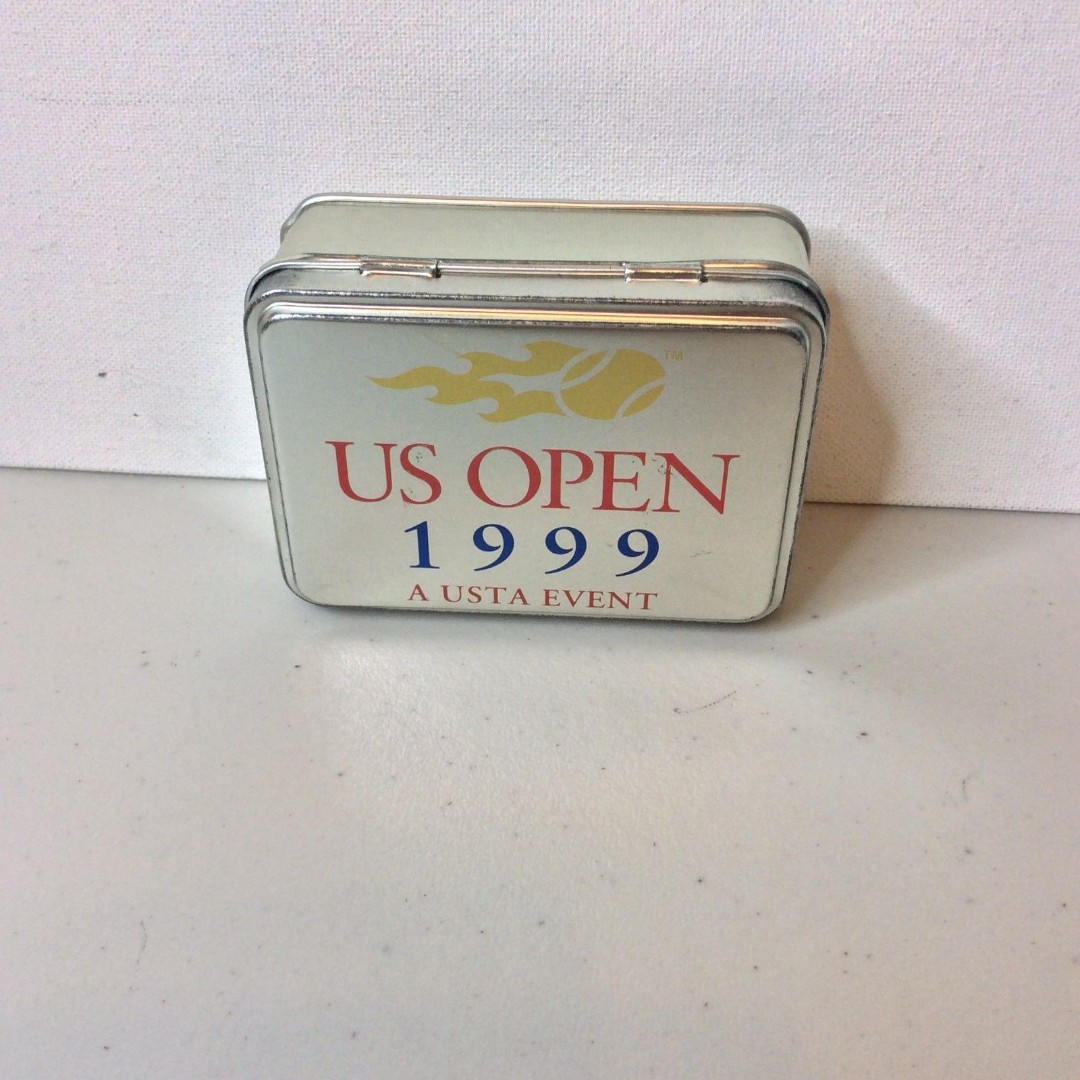 ™
US OPEN
1999
A USTA EVENT